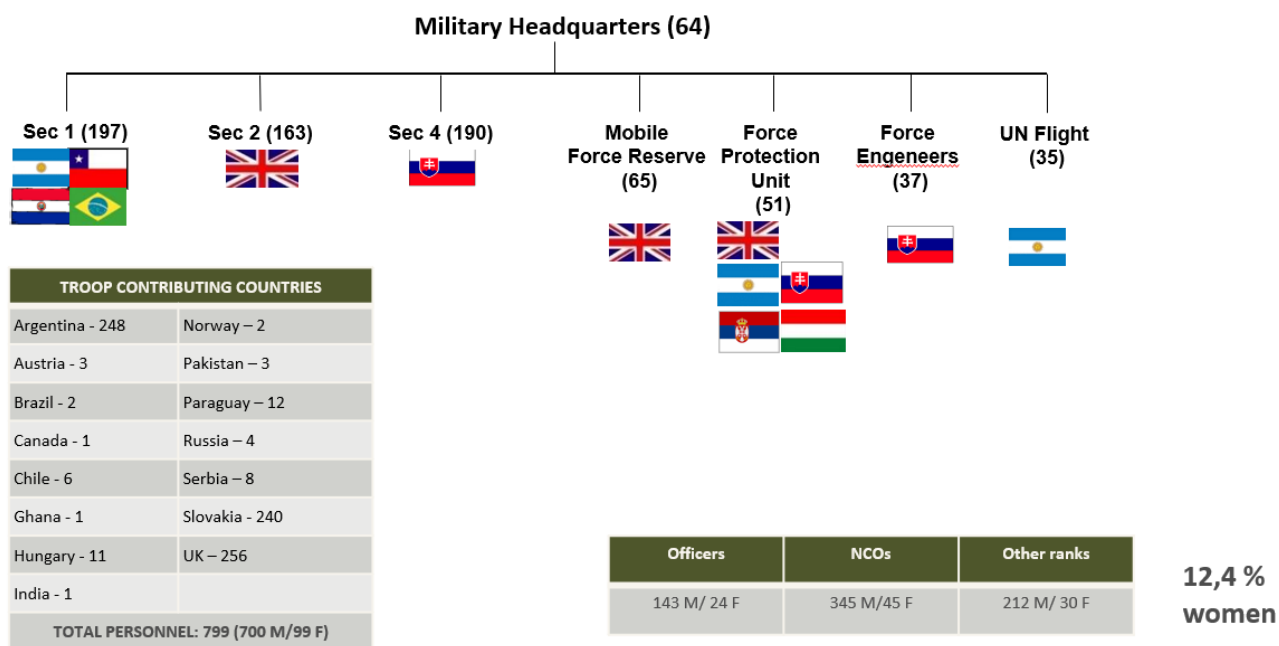 Military Headquarters (64)
Sec 1 (197)
Sec 2 (163)
Sec 4 (190)
Mobile
Force Reserve
(65)
Force
Protection
Unit
(51)
Force
Engeneers
(37)
UN Flight
(35)
TROOP CONTRIBUTING COUNTRIES
Argentina - 248
Norway – 2
Austria - 3
Pakistan – 3
Brazil - 2
Paraguay – 12
Canada - 1
Russia – 4
Chile - 6
Serbia – 8
Ghana - 1
Slovakia - 240
Hungary - 11
UK – 256
India - 1
TOTAL PERSONNEL: 799 (700 M/99 F)
Officers
NCOs
Other ranks
143 M/ 24 F
345 M/45 F
212 M/ 30 F
12,4 %
women